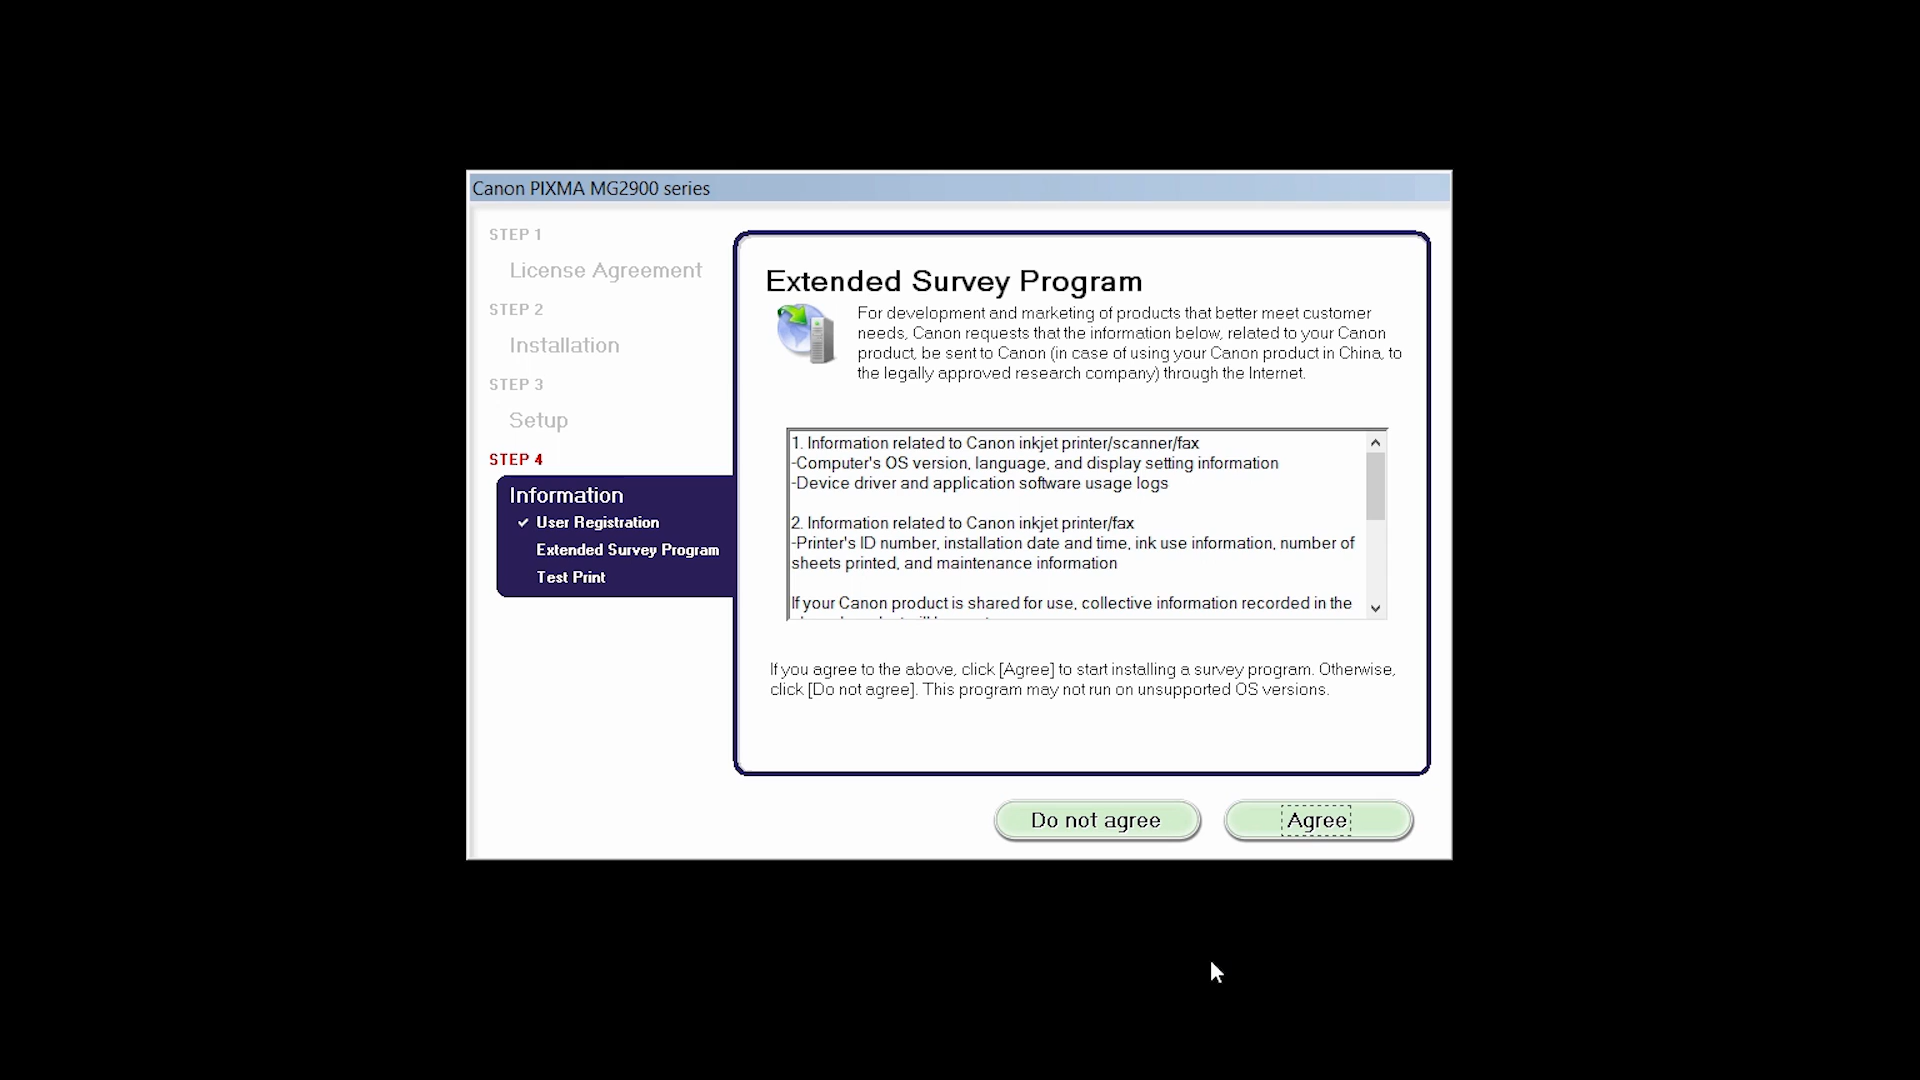 Canon PIXMA MG2900 series
STEP 1
License Agreement
STEP 2
Installation
STEP 3
Setup
STEP 4
Information
User Registration
Extended Survey Program
Test Print
Extended Survey Program
For development and marketing of products that better meet customer
needs, Canon requests that the information below, related to your Canon
product, be sent to Canon (in case of using your Canon product in China, to
the legally approved research company) through the Internet.
1. Information related to Canon inkjet printer/scanner/fax
-Computer's OS version, language, and display setting information
-Device driver and application software usage logs
2. Information related to Canon inkjet printer/fax
-Printer's ID number, installation date and time, ink use information, number of
sheets printed, and maintenance information
If your Canon product is shared for use, collective information recorded in the
If you agree to the above, click [Agree] to start installing a survey program. Otherwise,
click [Do not agree]. This program may not run on unsupported OS versions.
Do not agree
Agree